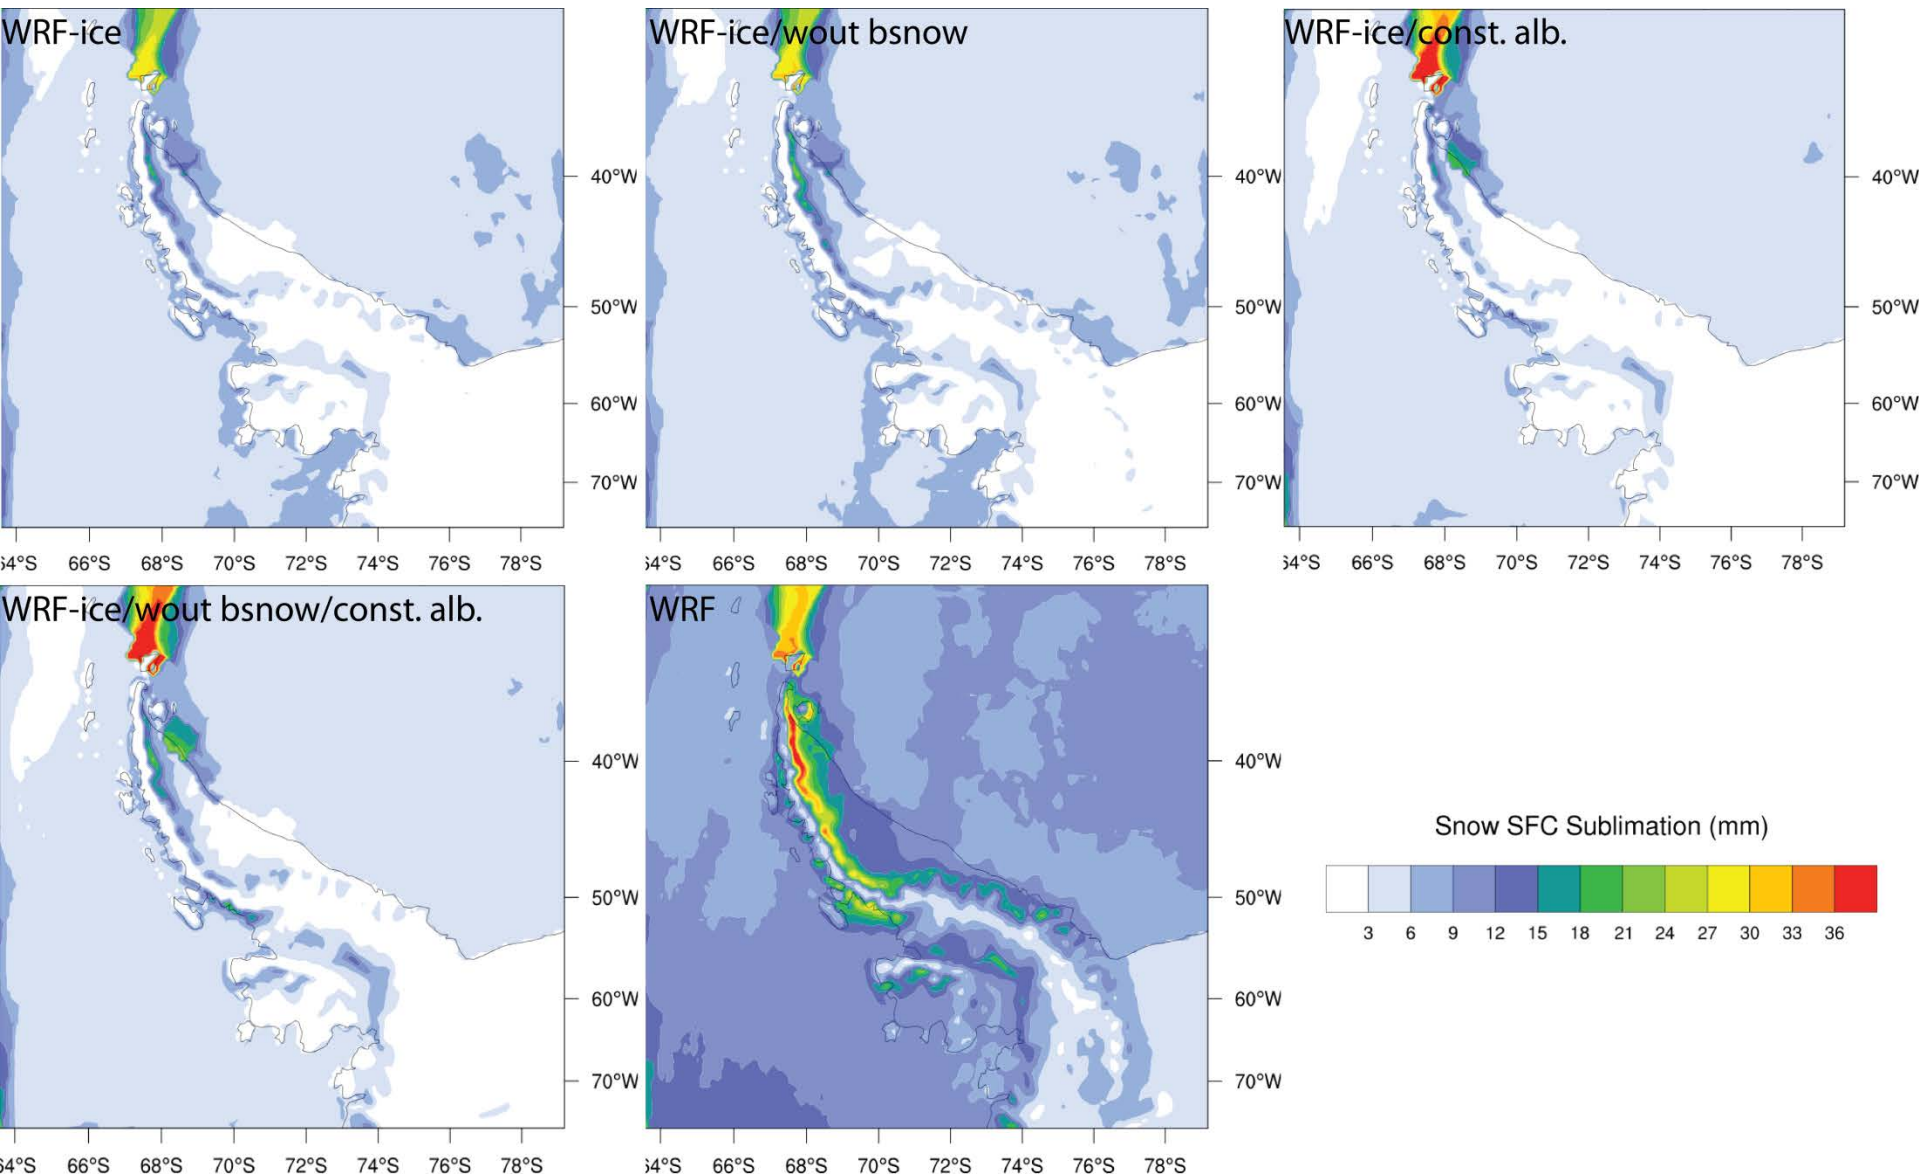 WRF-ice
WRF-ice/wout bsnow
WRF-ice/const. alb.
40°W
40°W
40°W
50°W
50°W
50°W
60°W
60°W
60°W
70°W
70°W
70°W
64°S 66°S 68°S 70°S 72°S 74°S 76°S 78°S
64°S 66°S 68°S 70°S 72°S 74°S 76°S 78°S
64°S 66°S 68°S 70°S 72°S 74°S 76°S 78°S
WRF-ice/wout bsnow/const. alb.
WRF
40°W
40°W
50°W
50°W
60°W
60°W
70°W
70°W
64°S 66°S 68°S 70°S 72°S 74°S 76°S 78°S
64°S 66°S 68°S 70°S 72°S 74°S 76°S 78°S
Snow SFC Sublimation (mm)
3 6 9 12 15 18 21 24 27 30 33 36